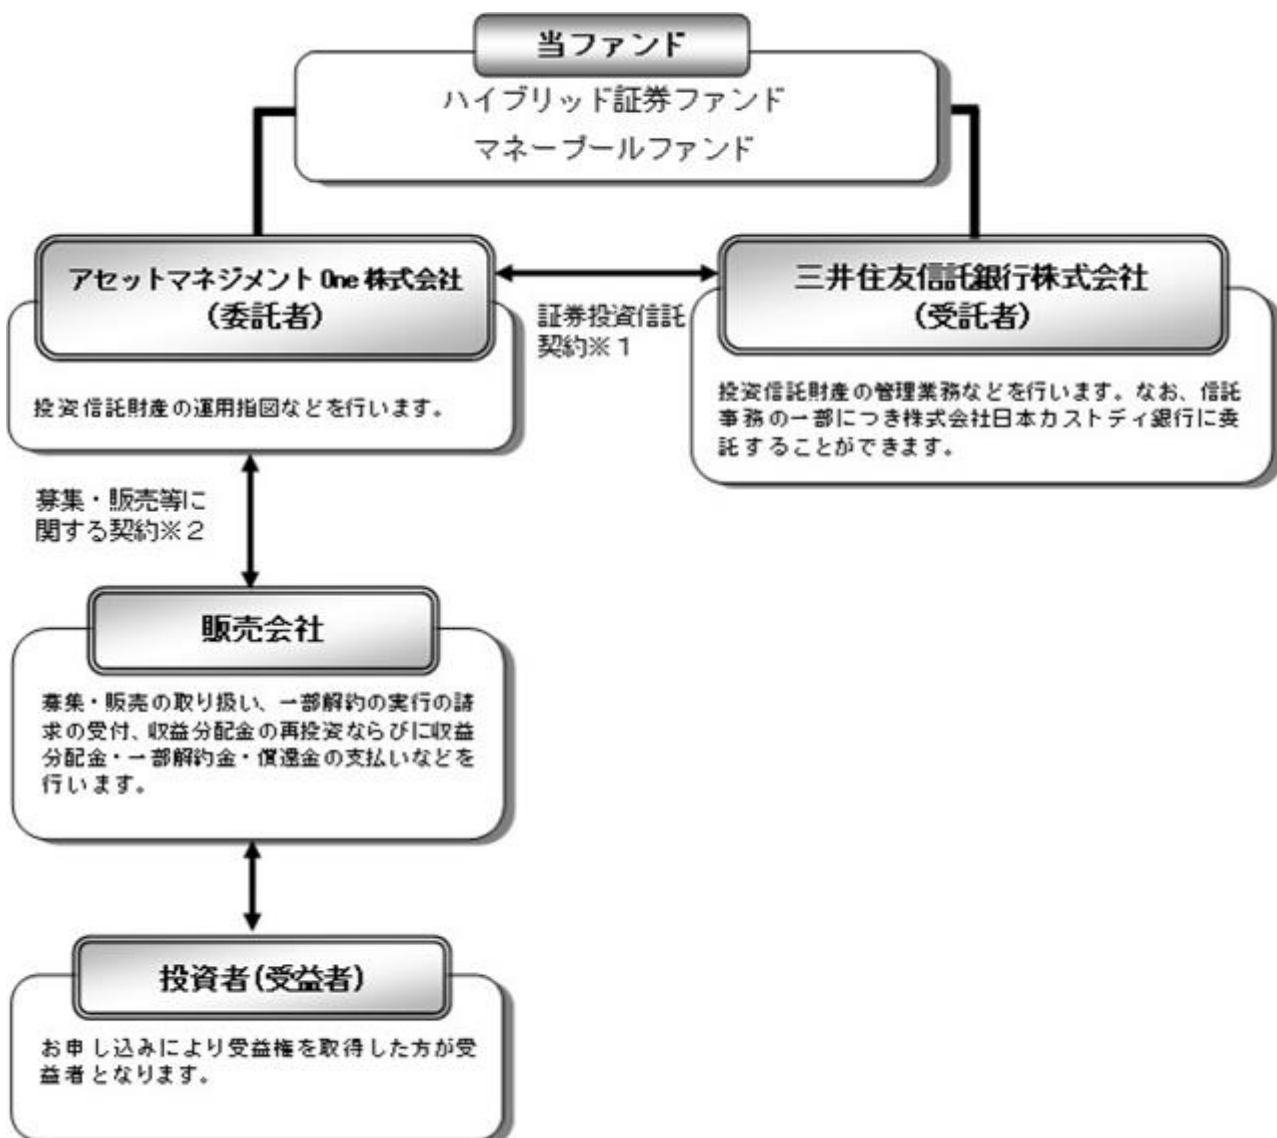 当ファンド
ハイブリッド証券ファンド
マネープールファンド
アセットマネジメント One 株式会社
(委託者)
投資信託財産の運用指図などを行います。
証券投資信託
契約※1
三井住友信託銀行株式会社
(受託者)
投資信託財産の管理業務などを行います。なお、信託
事務の一部につき株式会社日本カストディ銀行に委
託することができます。
募集・販売等に
関する契約※2
販売会社
募集・販売の取り扱い、一部解約の実行の請
求の受付、収益分配金の再投資ならびに収益
分配金・一部解約金・償還金の支払いなどを
行います。
投資者(受益者)
お申し込みにより受益権を取得した方が受
益者となります。